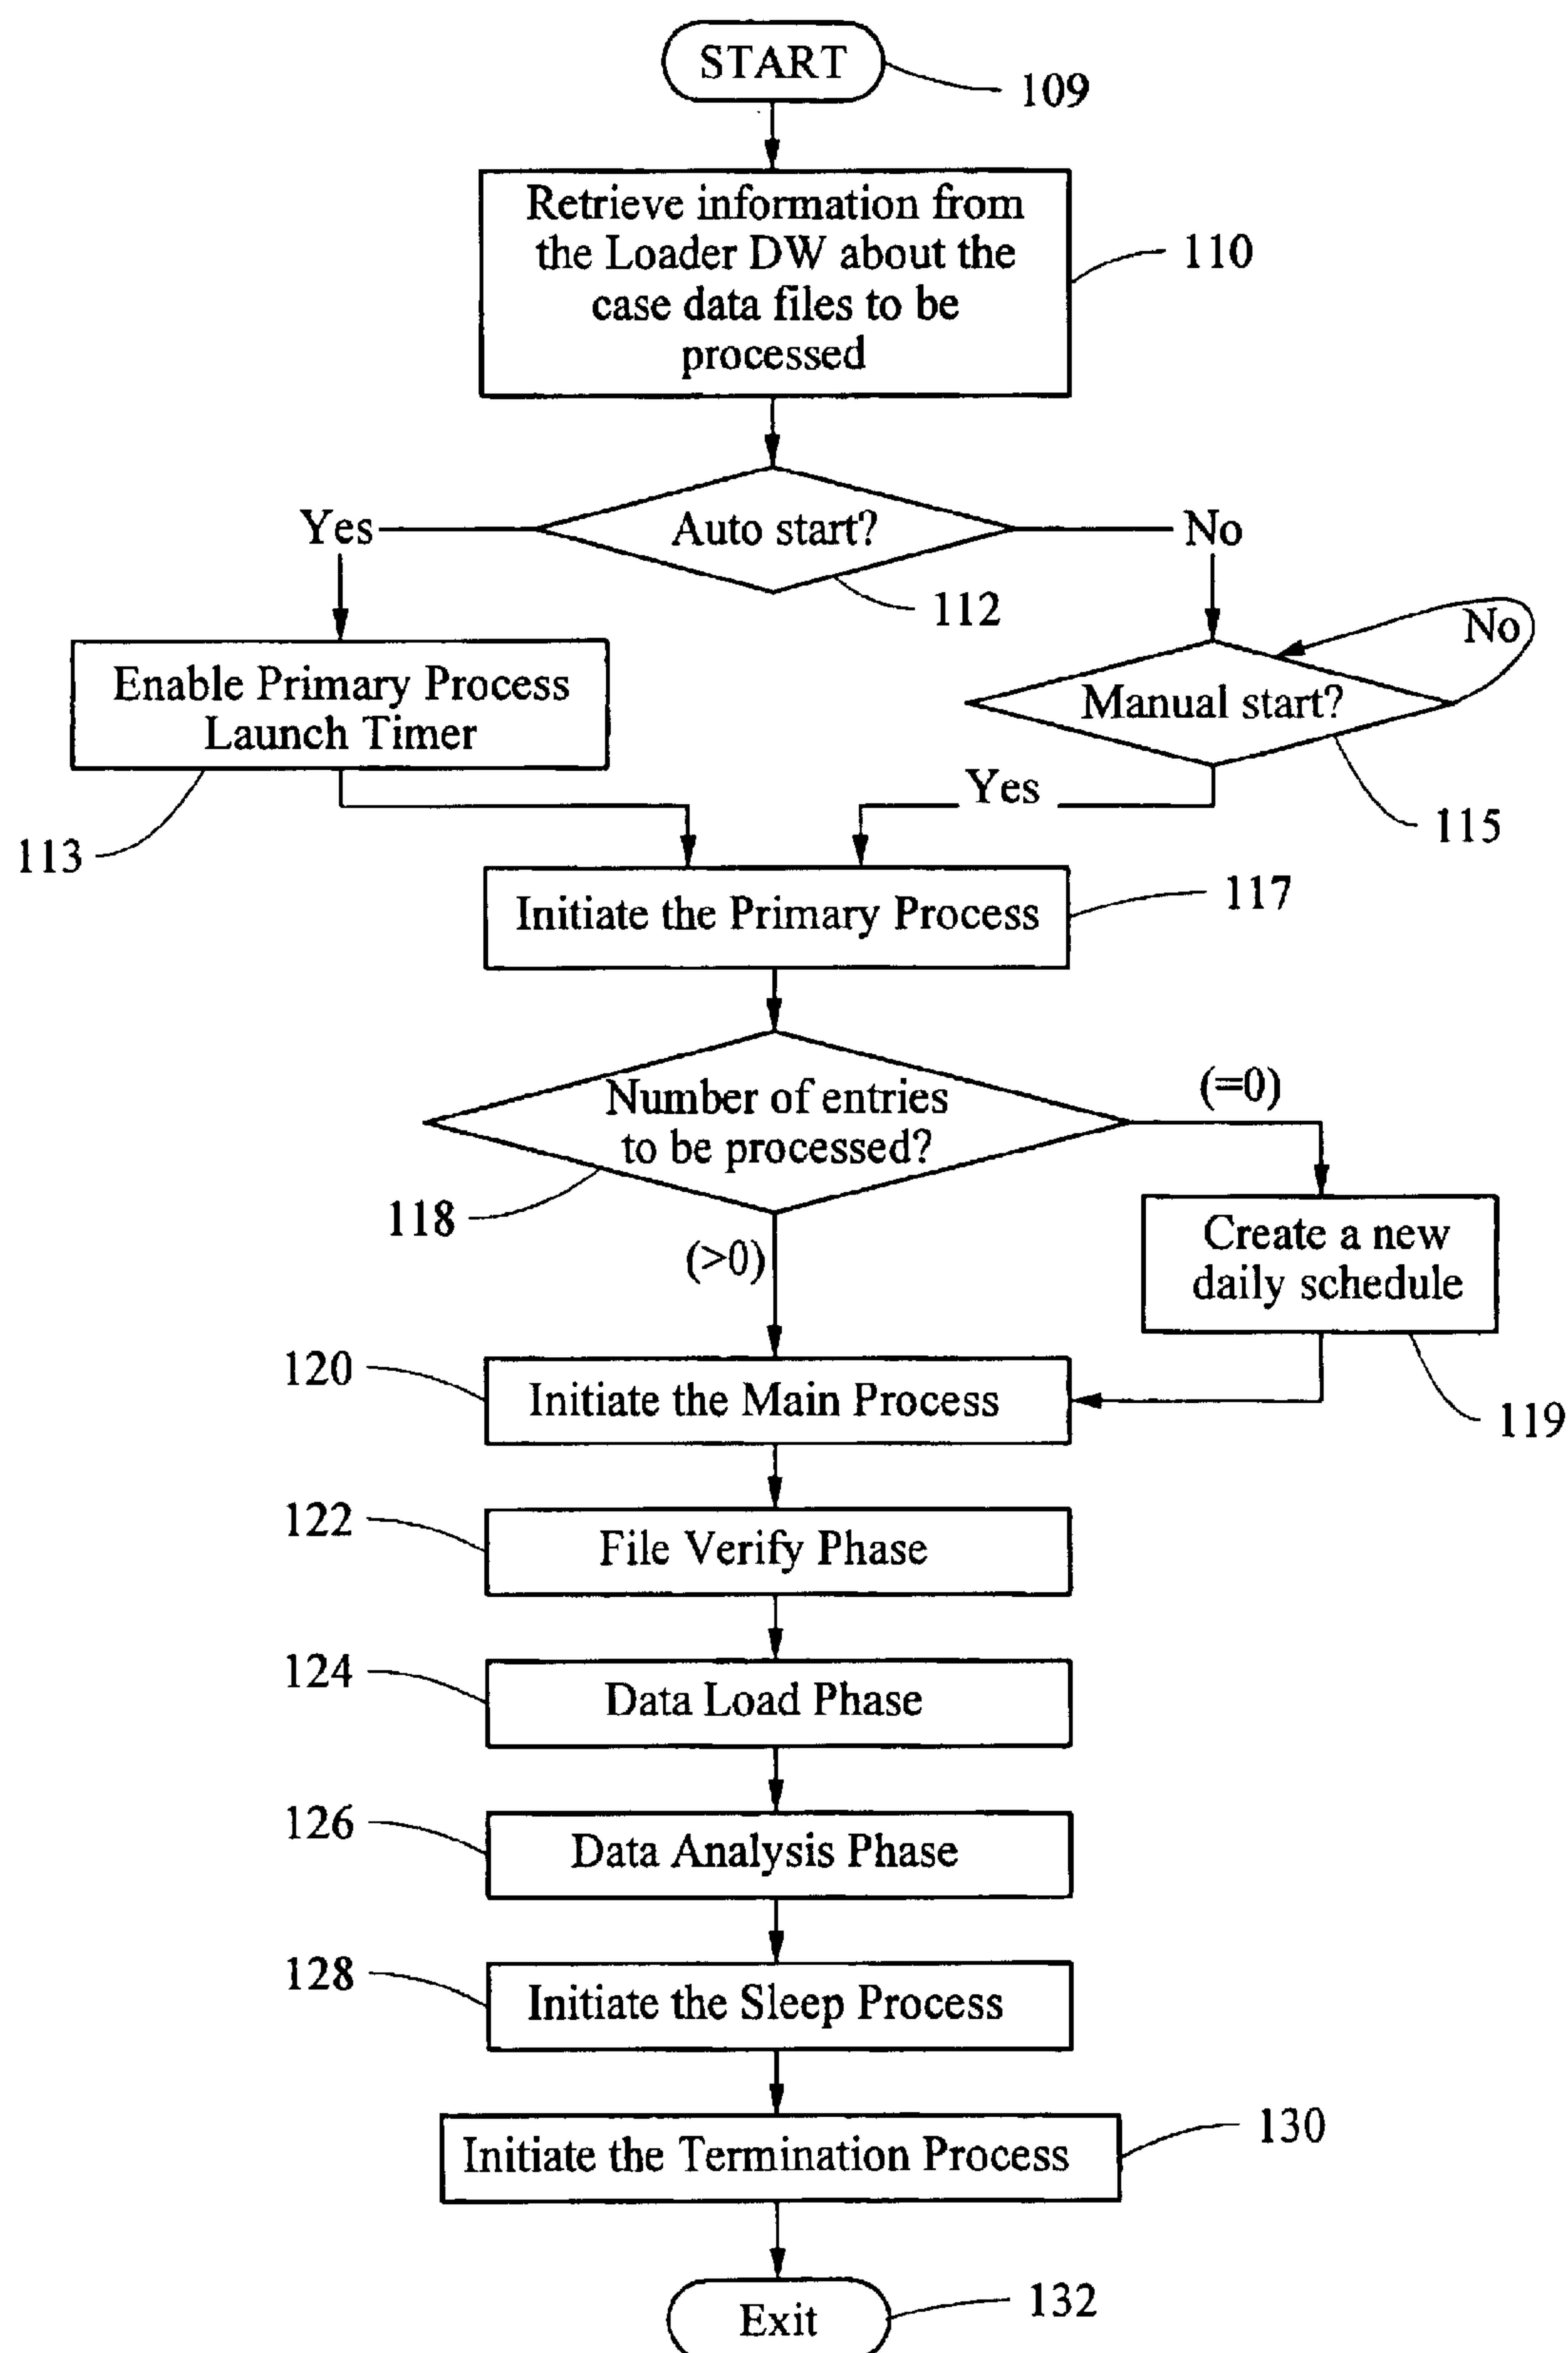 START
109
Retrieve information from
the Loader DW about the
case data files to be
processed
110
Yes
Auto start?
No
112
No
Enable Primary Process
Launch Timer
Manual start?
Yes
113
115
Initiate the Primary Process
117
Number of entries
to be processed?
(=0)
118
(>0)
Create a new
daily schedule
120
Initiate the Main Process
119
122
File Verify Phase
124
Data Load Phase
126
Data Analysis Phase
128
Initiate the Sleep Process
130
Initiate the Termination Process
Exit
132